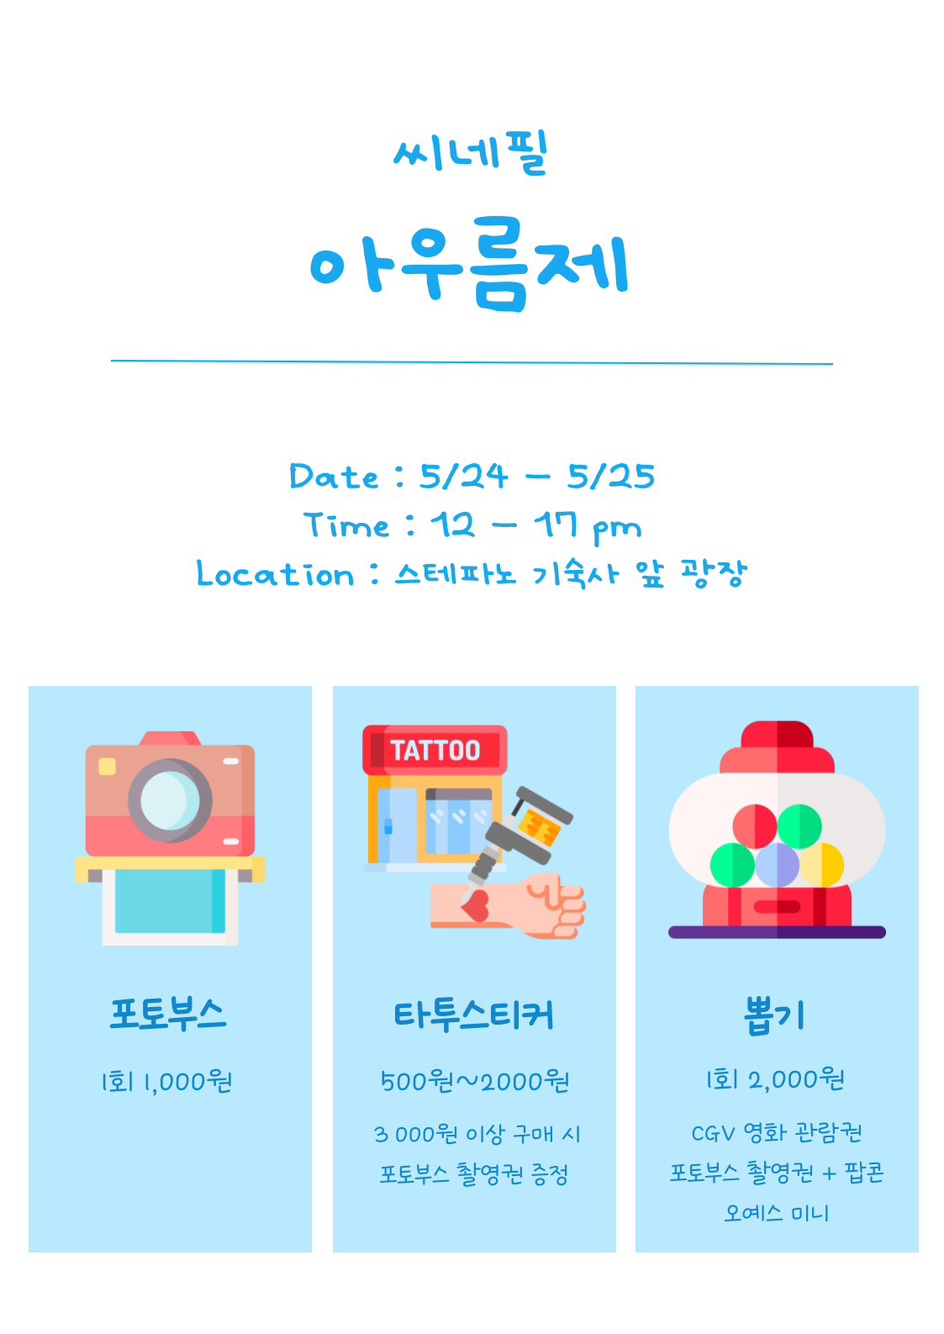 씨네필
아우름제
Date : 5/24 - 5/25
Time : 12 - 17 pm
Location : 스테파노 기숙사 앞 광장
TATTOO
포토부스
1회 1,000원
타투스티커
500원~2000원
3 000원 이상 구매 시
포토부스 촬영권 증정
뽑기
1회 2,000원
CGV 영화 관람권
포토부스 촬영권 + 팝콘
오예스 미니